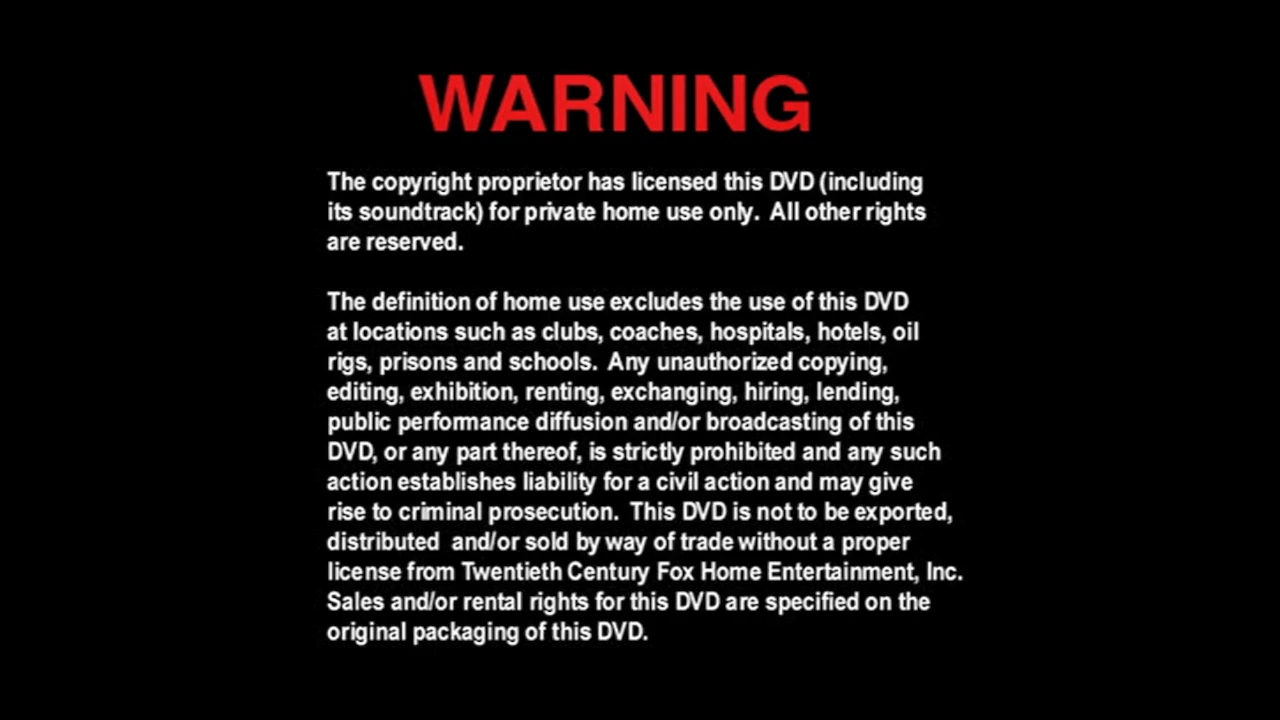 WARNING
The copyright proprietor has licensed this DVD (including
its soundtrack) for private home use only.  All other rights
are reserved.
The definition of home use excludes the use of this DVD
at locations such as clubs, coaches, hospitals, hotels, oil
rigs, prisons and schools.  Any unauthorized copying,
editing, exhibition, renting, exchanging, hiring, lending,
public performance diffusion and/or broadcasting of this
DVD, or any part thereof, is strictly prohibited and any such
action establishes liability for a civil action and may give
rise to criminal prosecution.  This DVD is not to be exported,
distributed  and/or sold by way of trade without a proper
license from Twentieth Century Fox Home Entertainment, Inc.
Sales and/or rental rights for this DVD are specified on the
original packaging of this DVD.